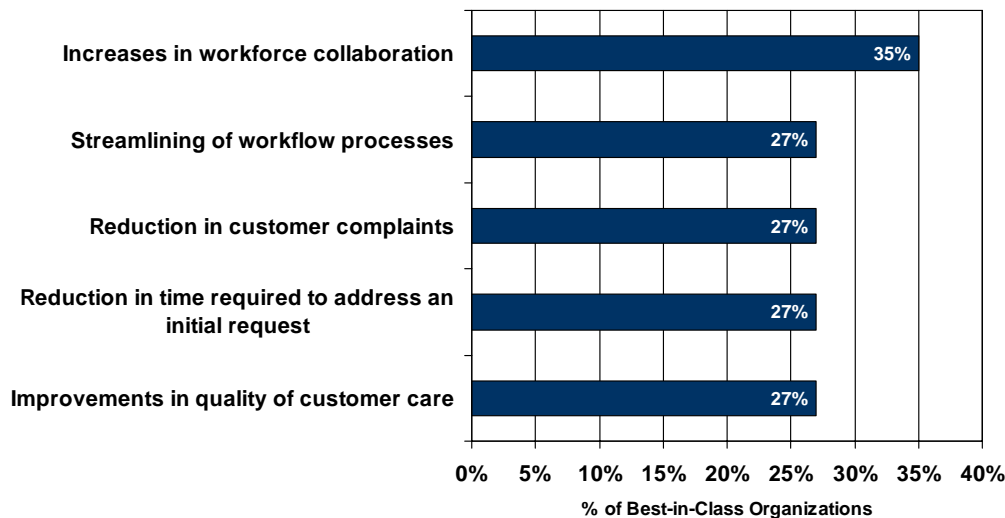 Increases in workforce collaboration
35%
Streamlining of workflow processes
27%
Reduction in customer complaints
27%
Reduction in time required to address an
initial request
27%
Improvements in quality of customer care
27%
0% 5% 10% 15% 20% 25% 30% 35% 40%
% of Best-in-Class Organizations